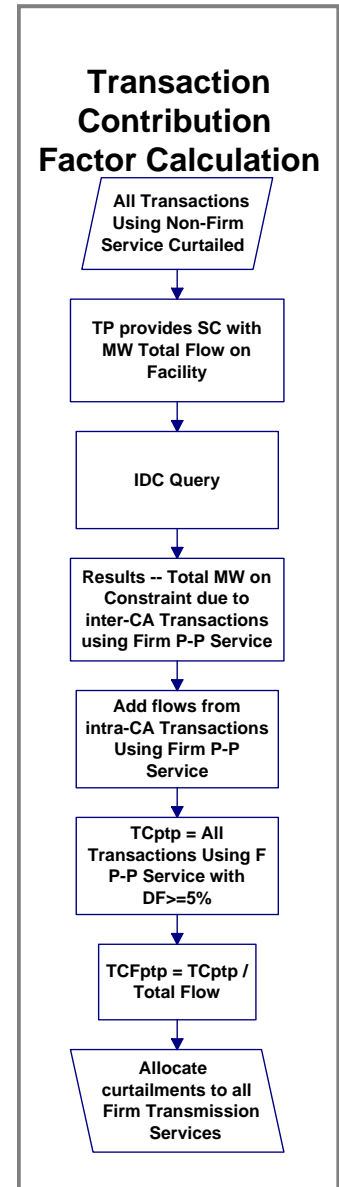 Transaction
Contribution
Factor Calculation
All Transactions
Using Non-Firm
Service Curtailed
TP provides SC with
MW Total Flow on
Facility
IDC Query
Results -- Total MW on
Constraint due to
inter-CA Transactions
using Firm P-P Service
Add flows from
intra-CA Transactions
Using Firm P-P
Service
TCptp = All
Transactions Using F
P-P Service with
DF>=5%
TCFptp = TCptp /
Total Flow
Allocate
curtailments to all
Firm Transmission
Services